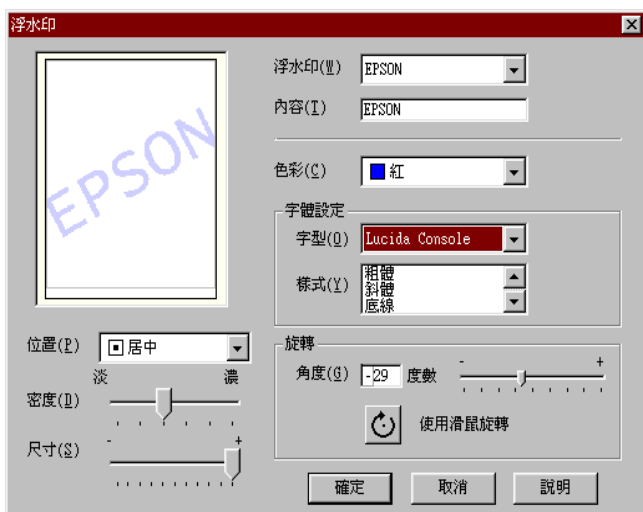 浮水印
EPSON
浮水印(W) EPSON
內容(I) EPSON
色彩(C) 紅
字體設定
字型(O) Lucida Console
樣式(Y) 粗體
斜體
底線
位置(P) 居中
淡 濃
密度(D)
尺寸(S) - +
旋轉
角度(G) -29 度數 - +
使用滑鼠旋轉
確定 取消 說明